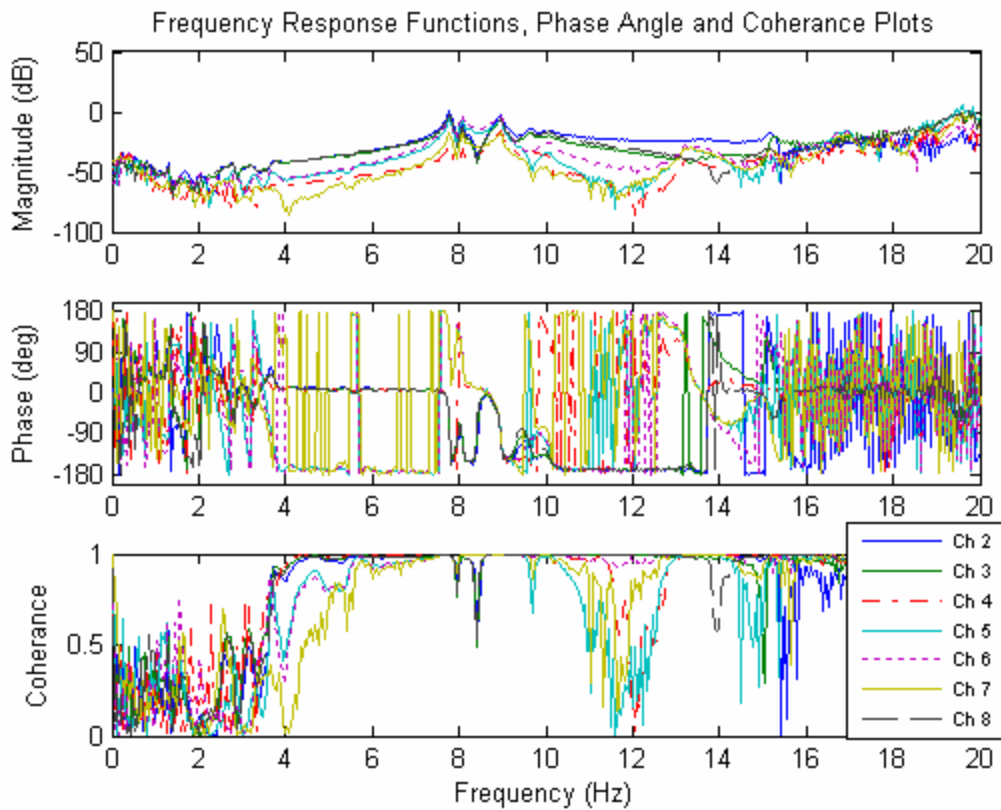 Frequency Response Functions, Phase Angle and Coherance Plots
Magnitude (dB)
50
0
-50
-100
0 2 4 6 8 10 12 14 16 18 20
Phase (deg)
180
90
0
-90
-180
0 2 4 6 8 10 12 14 16 18 20
Coherance
1
0.5
0
0 2 4 6 8 10 12 14 16 18 20
Frequency (Hz)
Ch 2
Ch 3
Ch 4
Ch 5
Ch 6
Ch 7
Ch 8